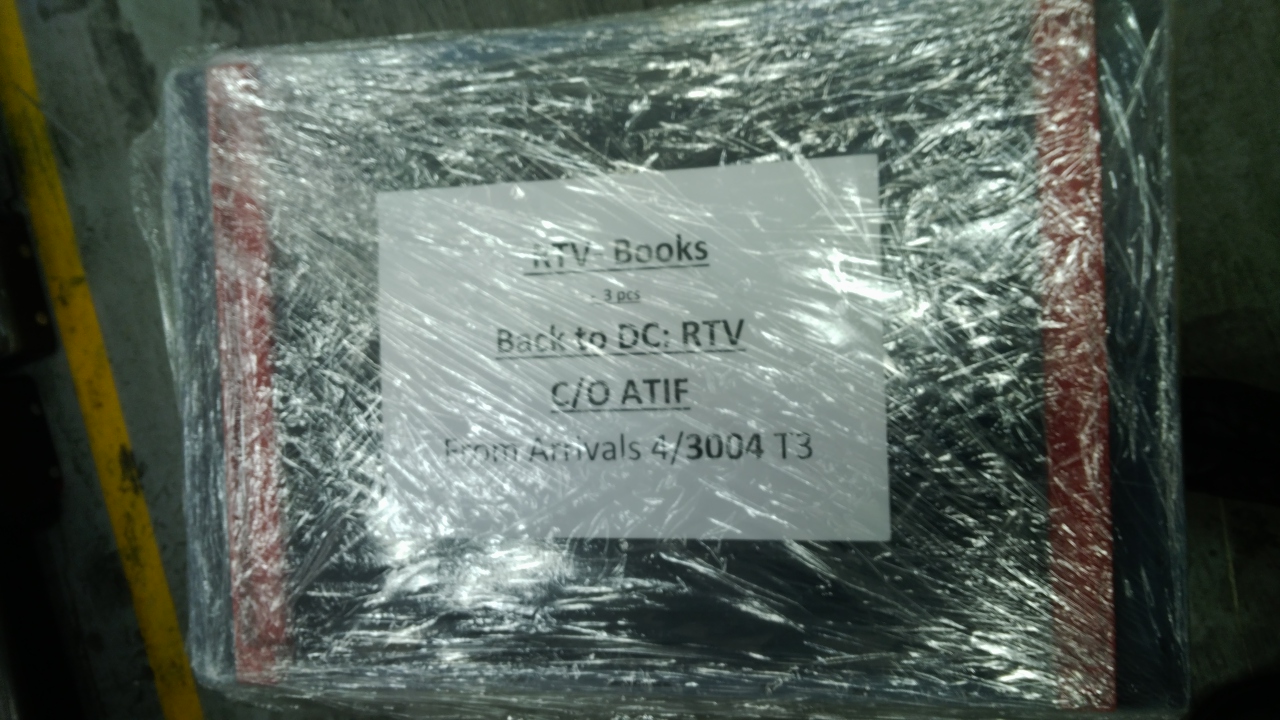 RTV- Books
- 3 pcs
Back to DC: RTV
C/O ATIF
From Arrivals 4/3004 T3